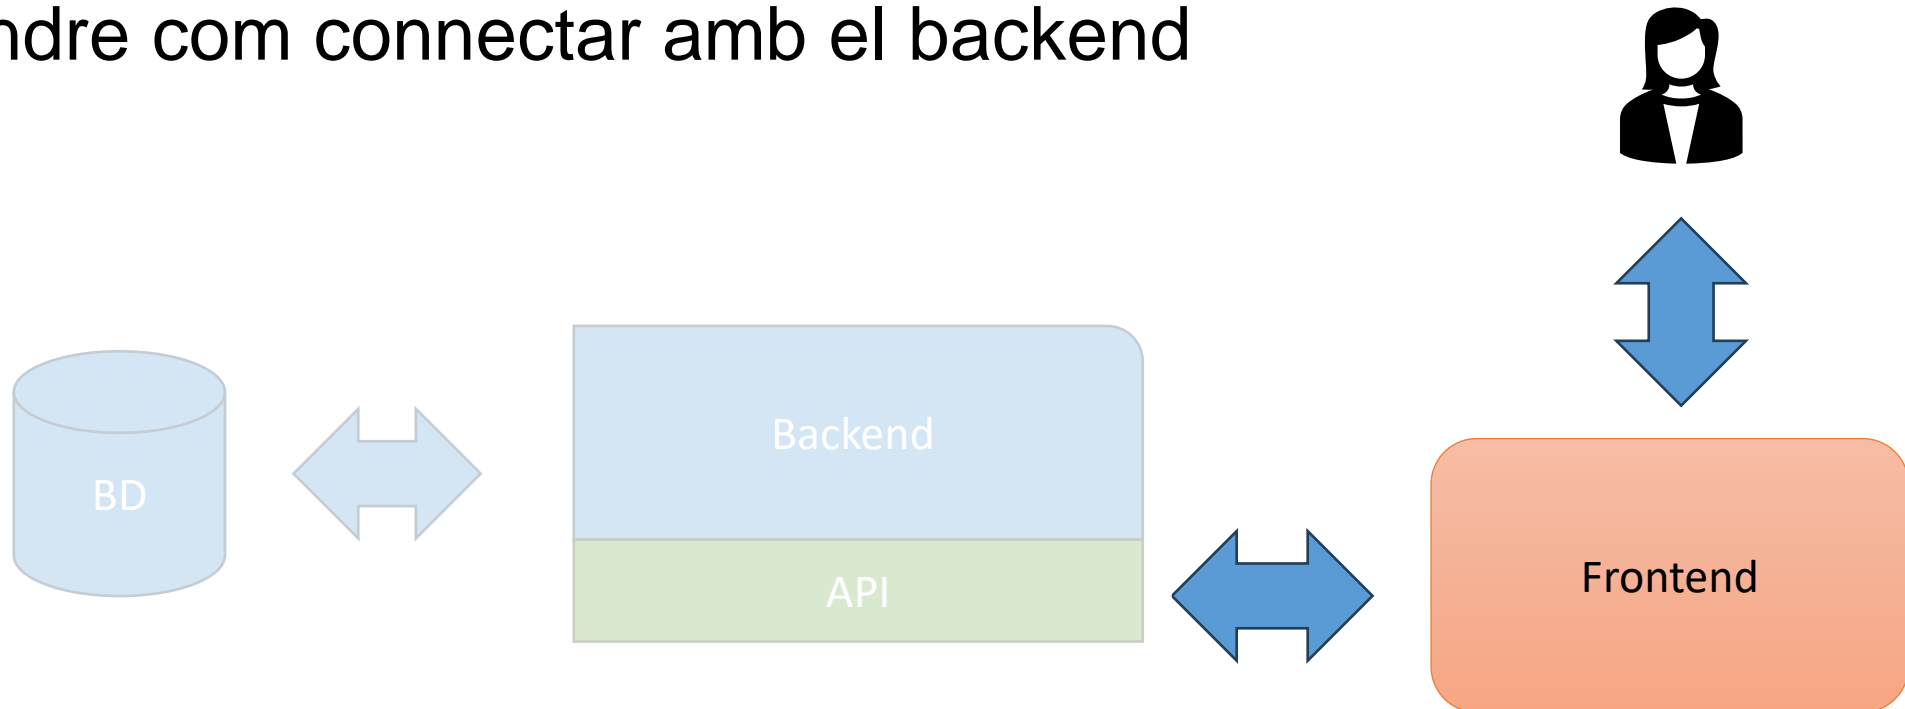 ndre com connectar amb el backend
Backend
BD
API
Frontend